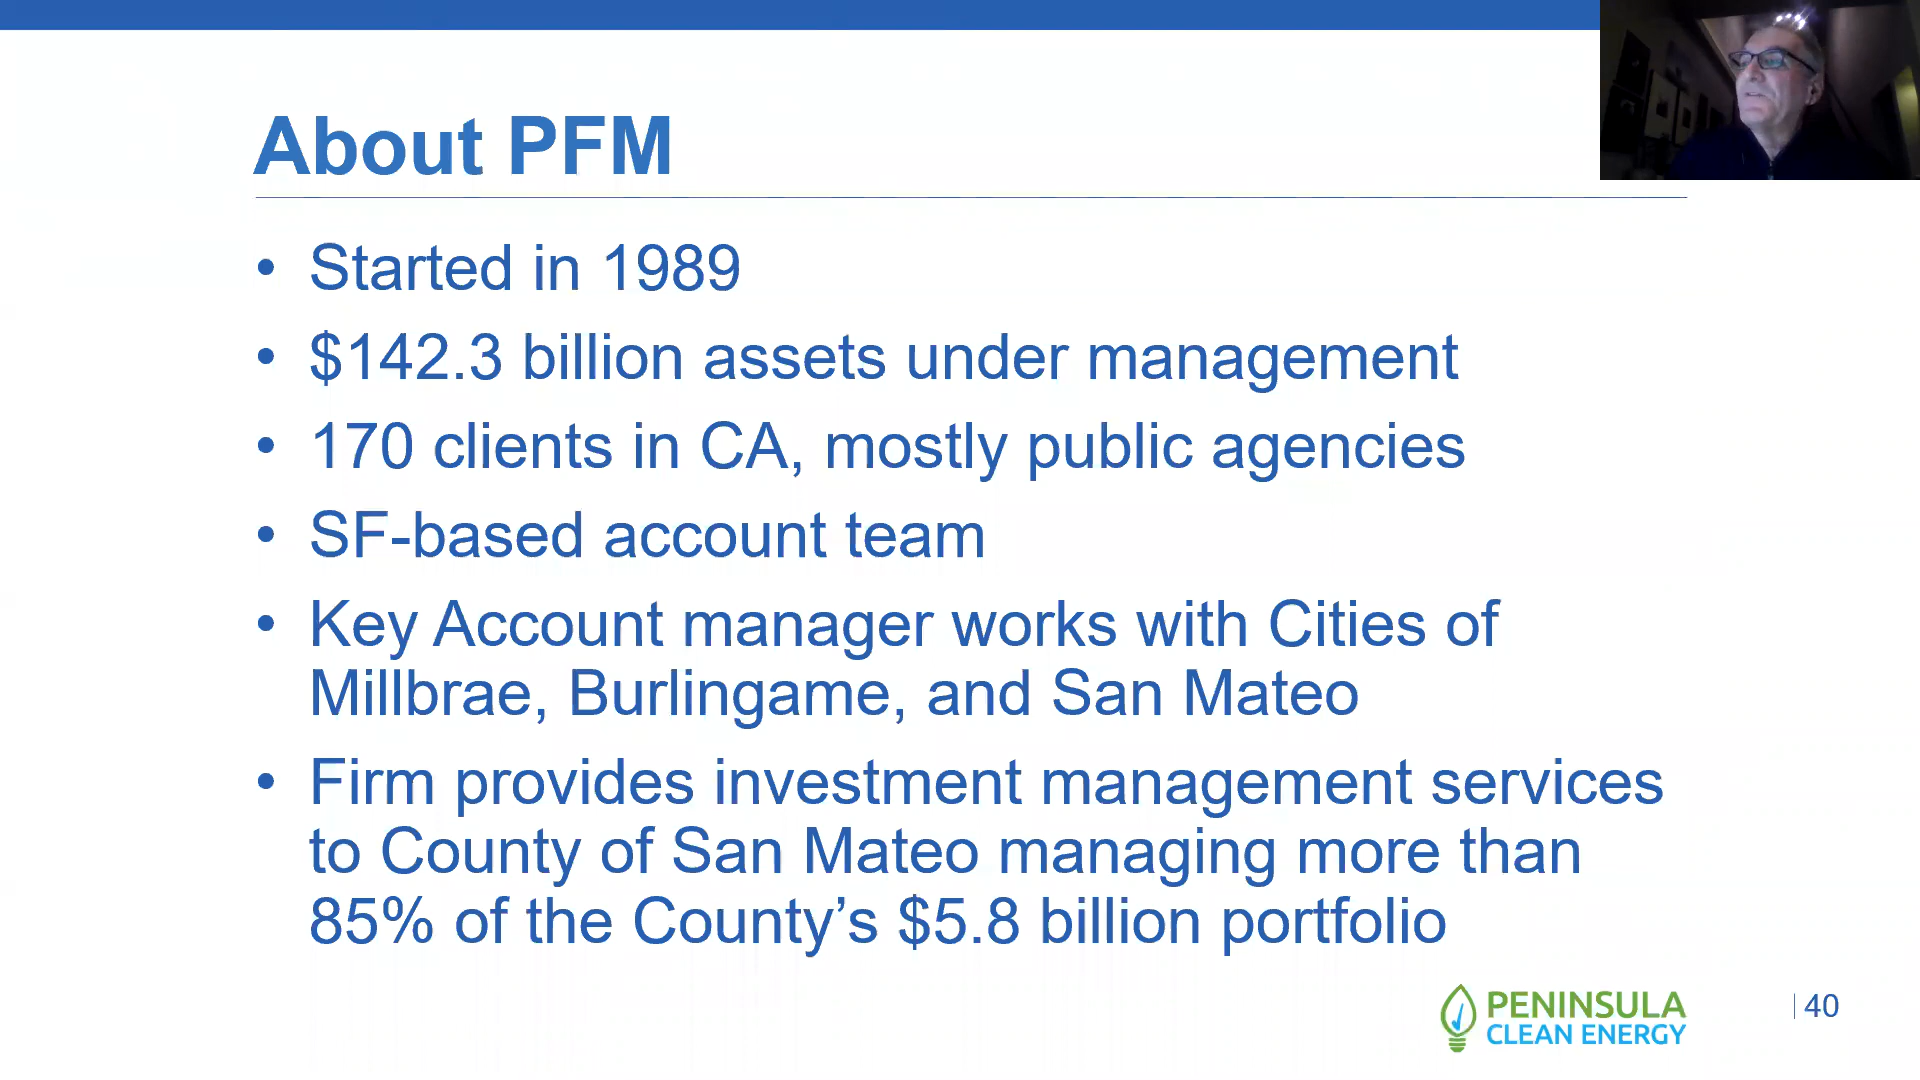 About PFM
• Started in 1989
• $142.3 billion assets under management
• 170 clients in CA, mostly public agencies
• SF-based account team
• Key Account manager works with Cities of
Millbrae, Burlingame, and San Mateo
• Firm provides investment management services
to County of San Mateo managing more than
85% of the County’s $5.8 billion portfolio
PENINSULA
CLEAN ENERGY
40